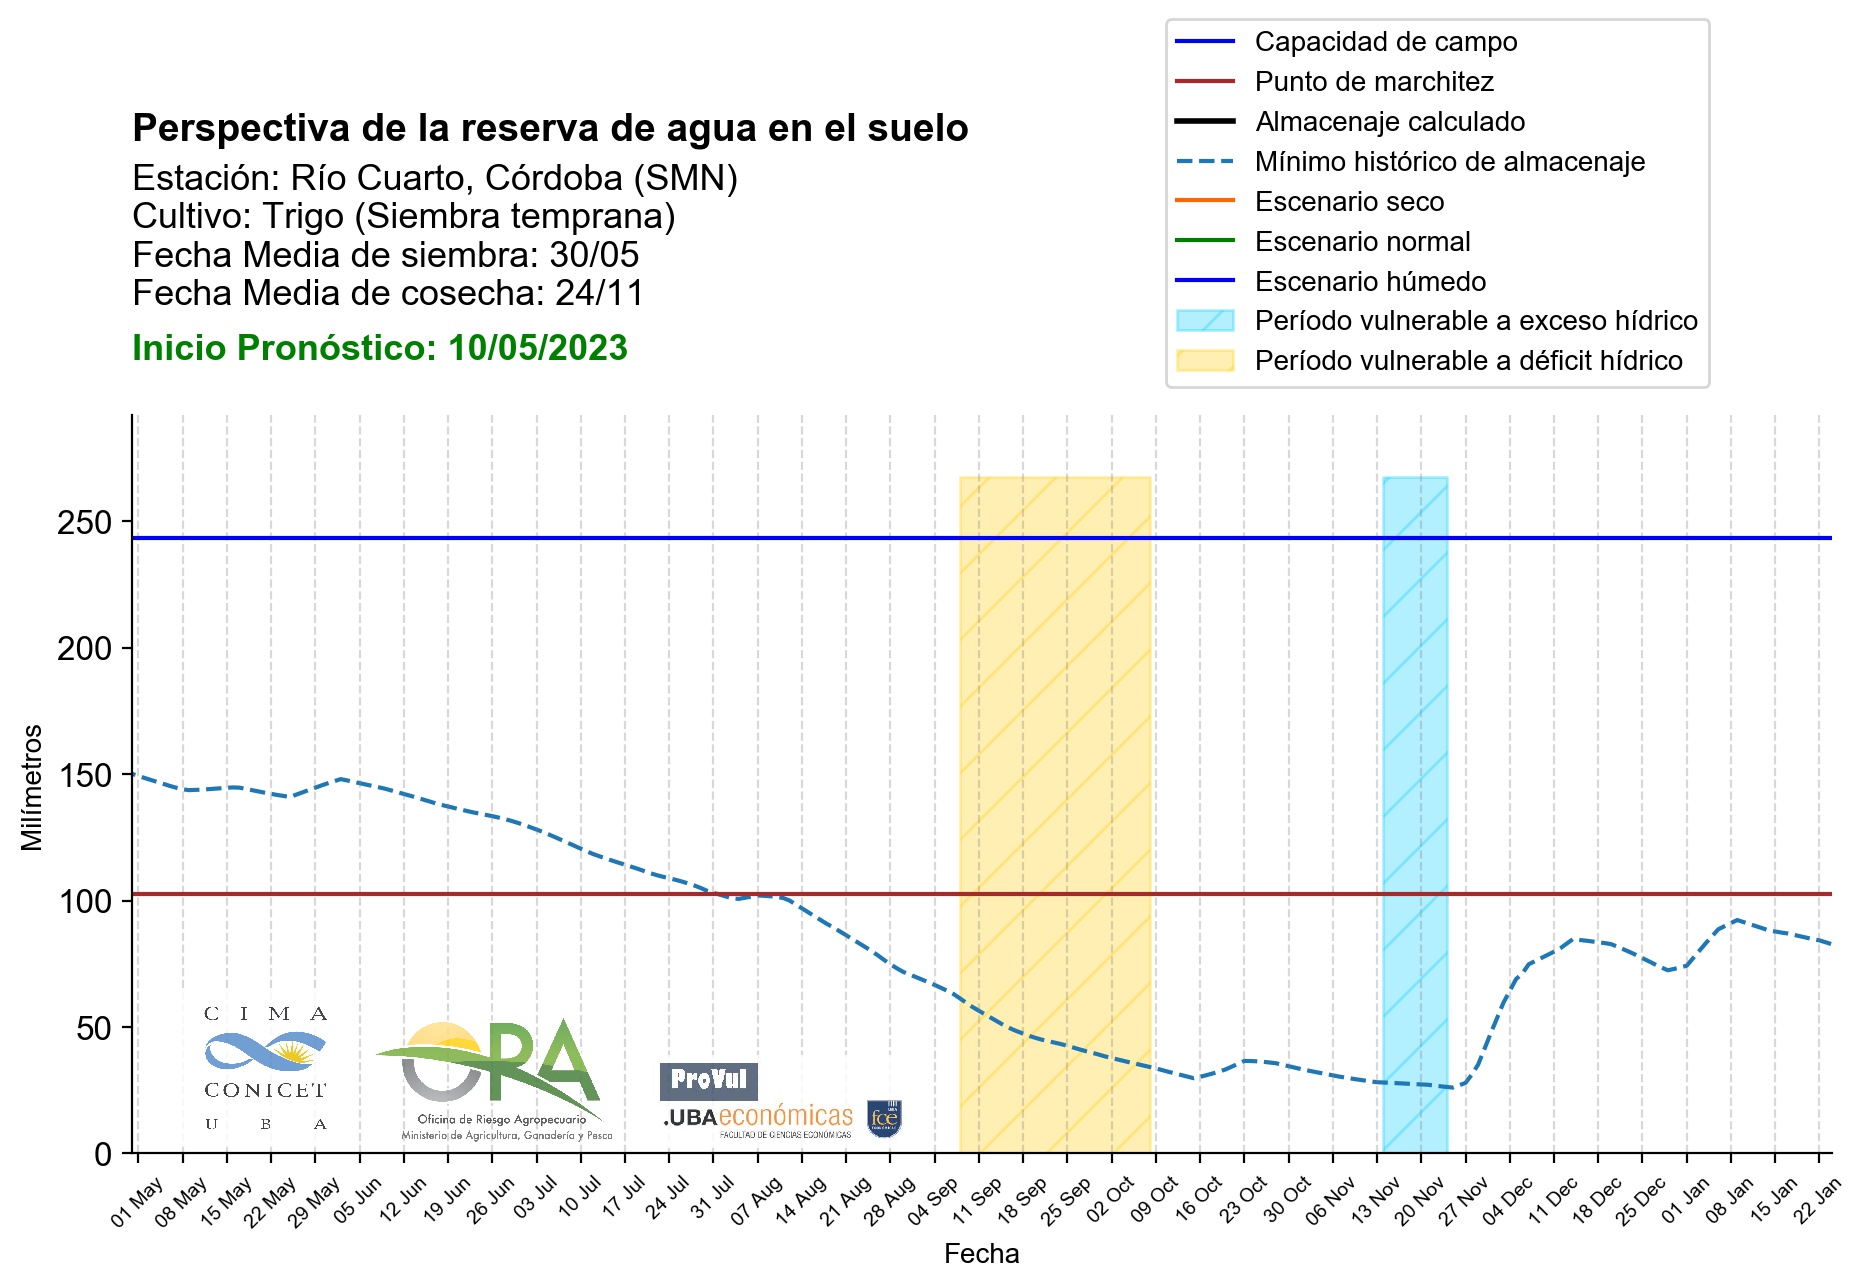 Capacidad de campo
Punto de marchitez
Almacenaje calculado
Mínimo histórico de almacenaje
Escenario seco
Escenario normal
Escenario húmedo
Período vulnerable a exceso hídrico
Período vulnerable a déficit hídrico
Perspectiva de la reserva de agua en el suelo
Estación: Río Cuarto, Córdoba (SMN)
Cultivo: Trigo (Siembra temprana)
Fecha Media de siembra: 30/05
Fecha Media de cosecha: 24/11
Inicio Pronóstico: 10/05/2023
250
200
150
100
50
0
Milímetros
CIMA
CONICET
UBA
ORA
Oficina de Riesgo Agropecuario
Ministerio de Agricultura, Ganadería y Pesca
ProVul
.UBAeconómicas
FACULTAD DE CIENCIAS ECONÓMICAS
fce
01 May
08 May
15 May
22 May
29 May
05 Jun
12 Jun
19 Jun
26 Jun
03 Jul
10 Jul
17 Jul
24 Jul
31 Jul
07 Aug
14 Aug
21 Aug
28 Aug
04 Sep
11 Sep
18 Sep
25 Sep
02 Oct
09 Oct
16 Oct
23 Oct
30 Oct
06 Nov
13 Nov
20 Nov
27 Nov
04 Dec
11 Dec
18 Dec
25 Dec
01 Jan
08 Jan
15 Jan
22 Jan
Fecha